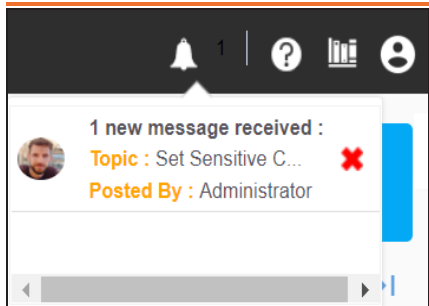 1
1 new message received :
Topic : Set Sensitive C...
Posted By : Administrator